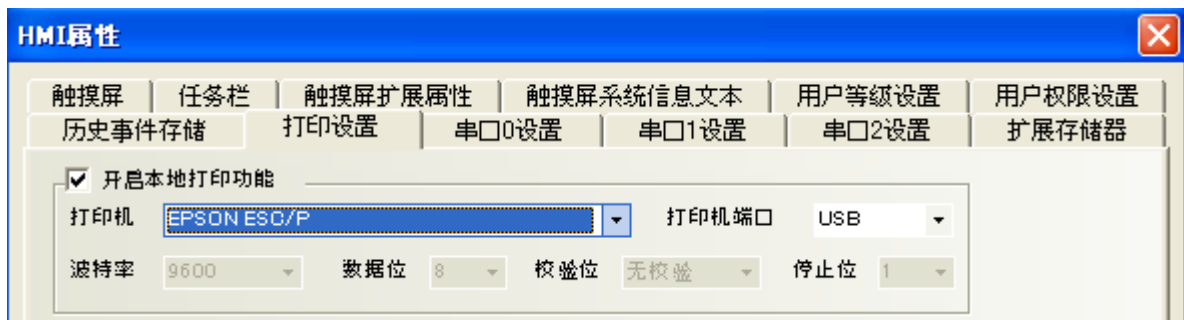 HMI属性
触摸屏 任务栏 触摸屏扩展属性 触摸屏系统信息文本 用户等级设置 用户权限设置
历史事件存储 打印设置 串口0设置 串口1设置 串口2设置 扩展存储器
开启本地打印功能
打印机 EPSON ESC/P 打印机端口 USB
波特率 9600 数据位 8 校验位 无校验 停止位 1